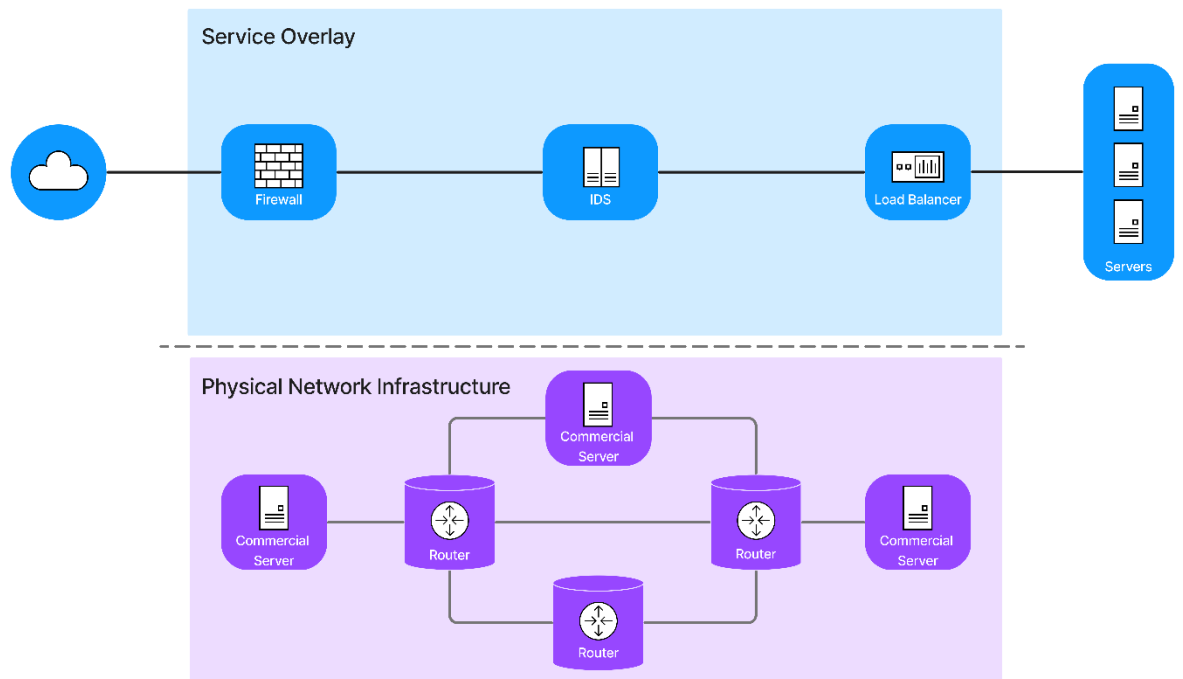 Service Overlay
Firewall
IDS
Load Balancer
Servers
Physical Network Infrastructure
Commercial
Server
Commercial
Server
Router
Router
Commercial
Server
Router